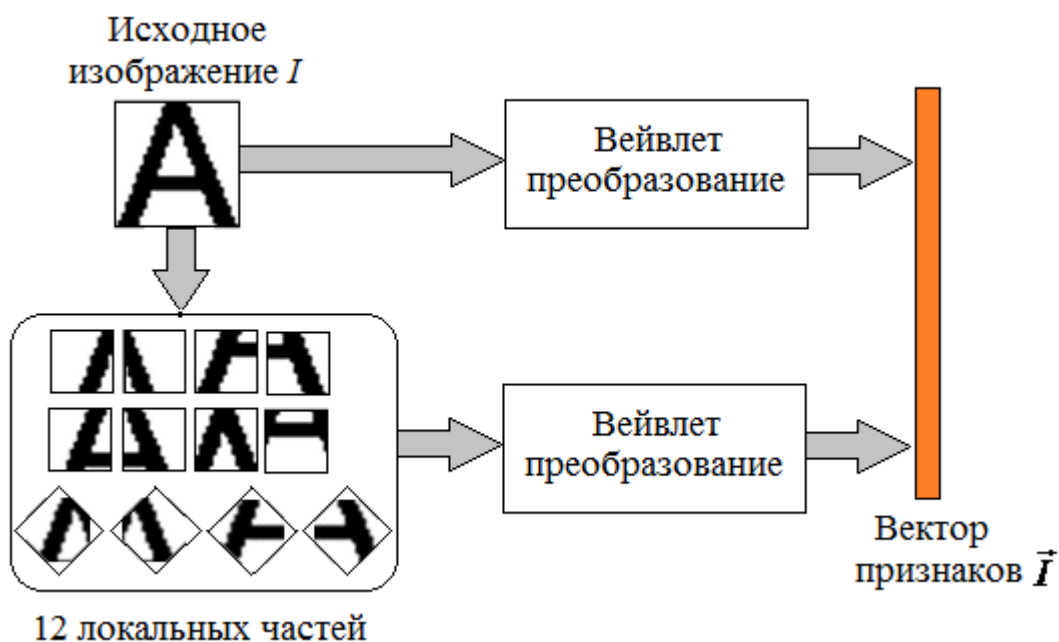 Исходное
изображение I
Вейвлет
преобразование
Вейвлет
преобразование
Вектор
признаков I⃗
12 локальных частей